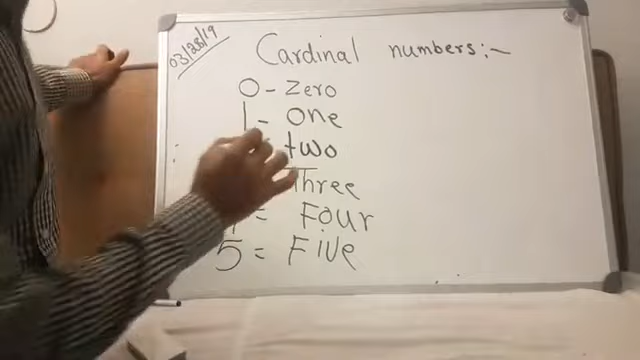 03/28/19
Cardinal numbers:-
0 - Zero
1 - One
two
Three
= Four
5 = Five